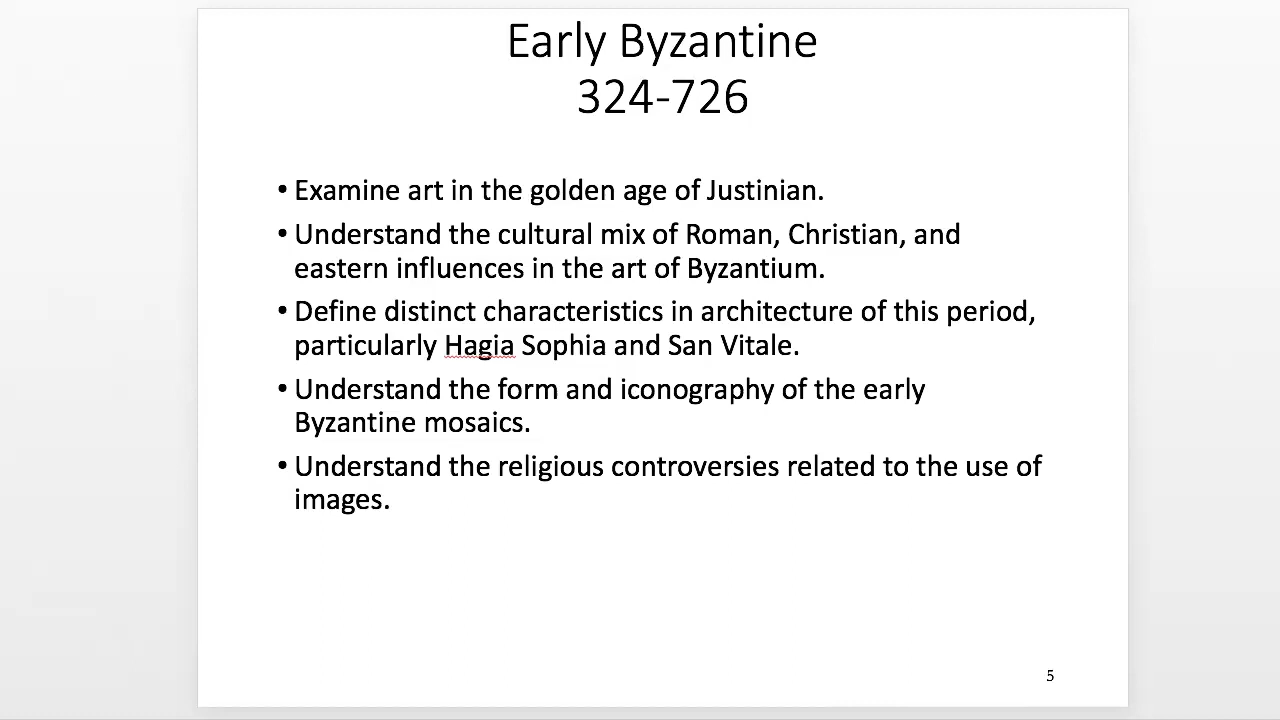 Early Byzantine
324-726
• Examine art in the golden age of Justinian.
• Understand the cultural mix of Roman, Christian, and
eastern influences in the art of Byzantium.
• Define distinct characteristics in architecture of this period,
particularly Hagia Sophia and San Vitale.
• Understand the form and iconography of the early
Byzantine mosaics.
• Understand the religious controversies related to the use of
images.
5